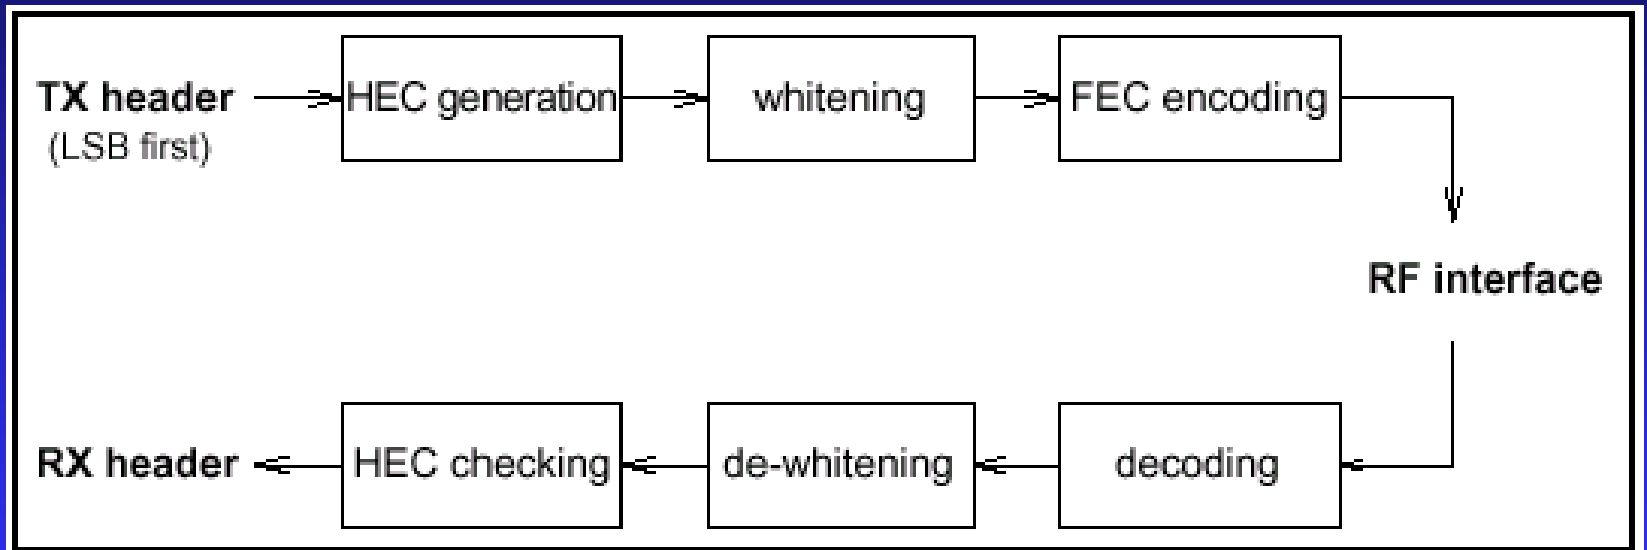 TX header
(LSB first)
HEC generation
whitening
FEC encoding
RF interface
RX header
HEC checking
de-whitening
decoding